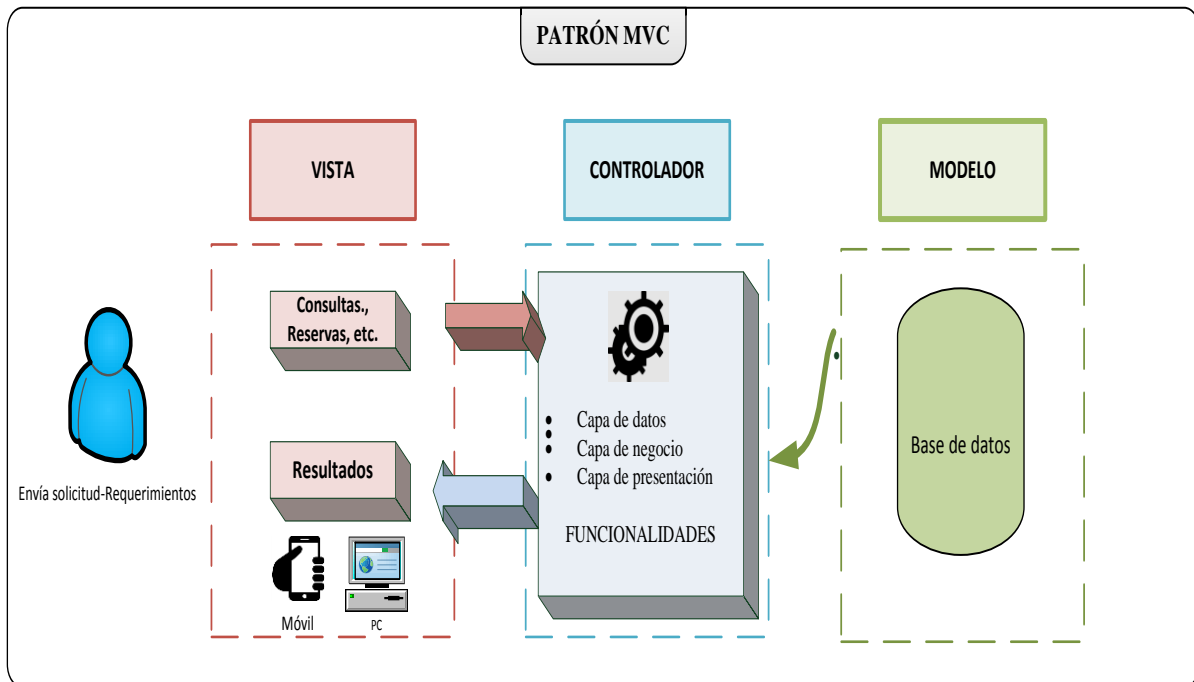 PATRÓN MVC
VISTA
CONTROLADOR
MODELO
Consultas.,
Reservas, etc.
Resultados
Móvil
PC
Envía solicitud-Requerimientos
• Capa de datos
•
• Capa de negocio
• Capa de presentación
FUNCIONALIDADES
•
Base de datos